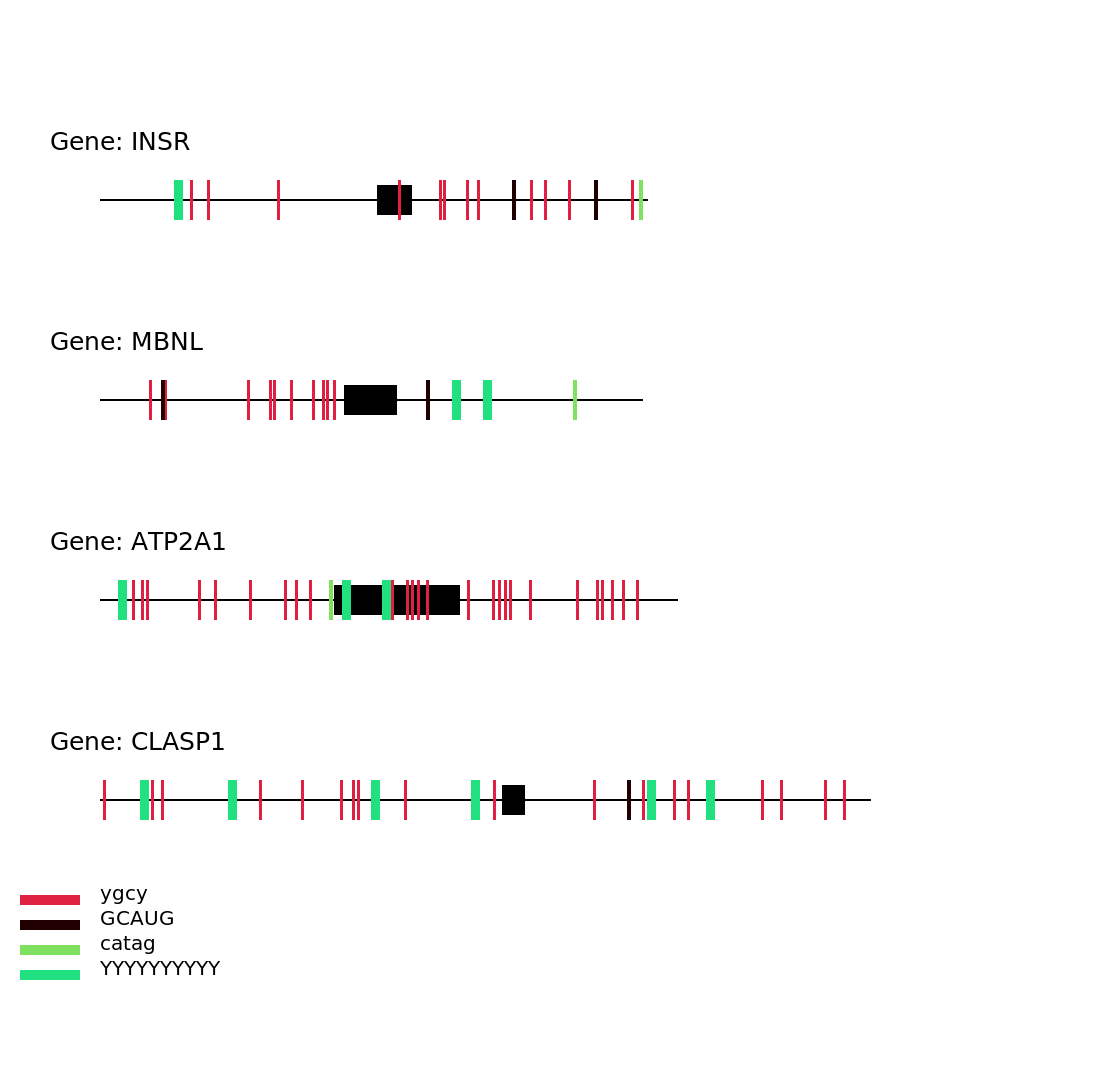 Gene: INSR
Gene: MBNL
Gene: ATP2A1
Gene: CLASP1
ygcy
GCAUG
catag
YYYYYYYYYY